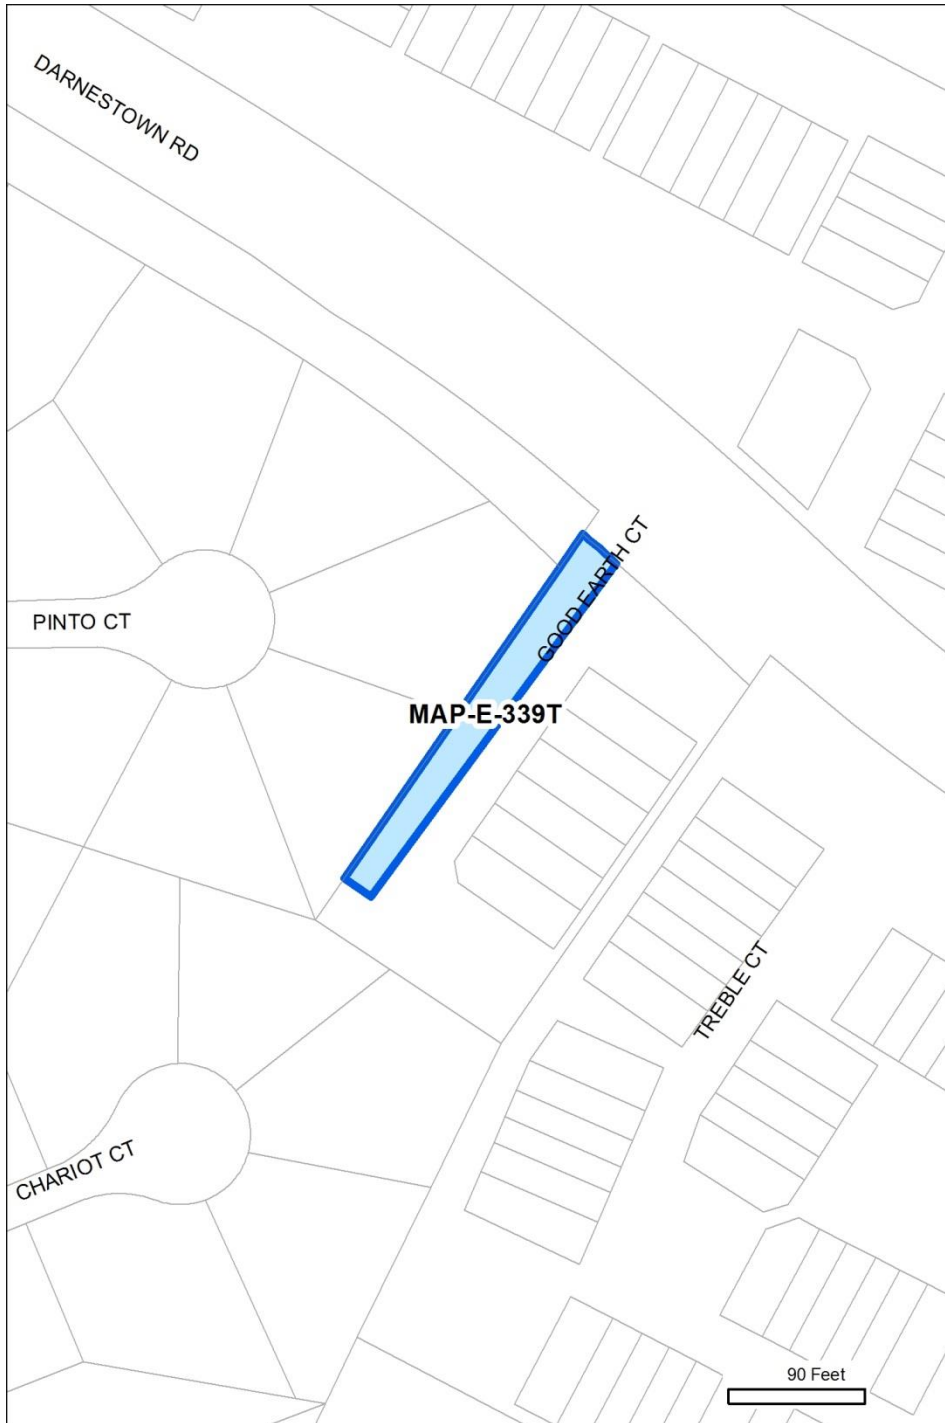 DARNESTOWN RD
GOOD EARTH CT
PINTO CT
MAP-E-339T
TREBLE CT
CHARIOT CT
90 Feet